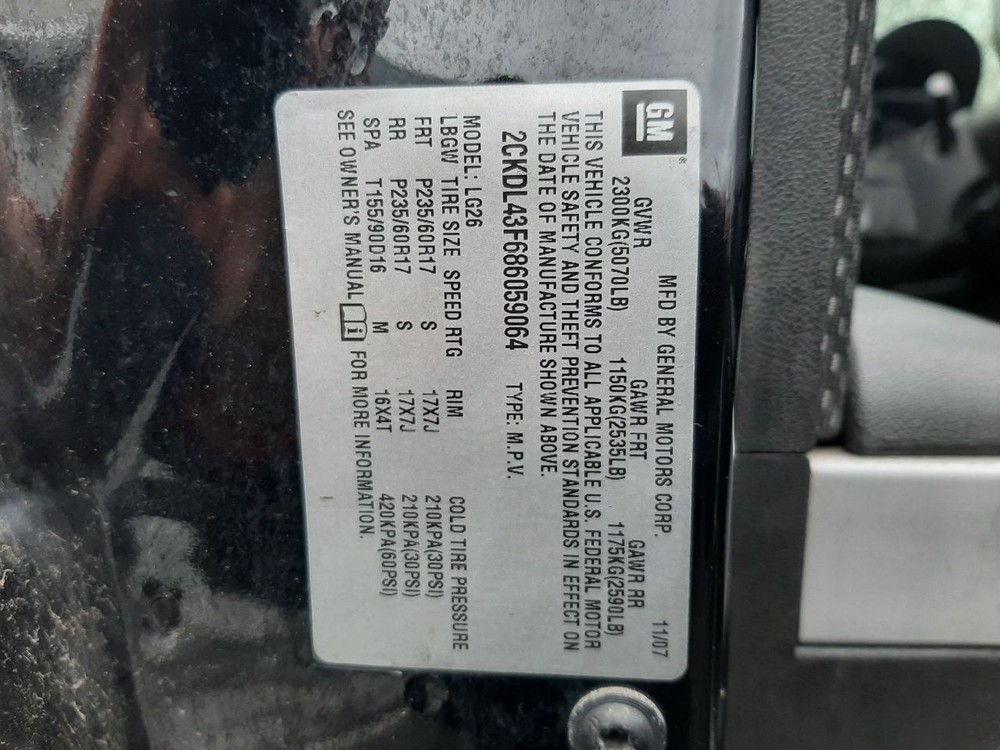 GM®
MFD BY GENERAL MOTORS CORP. 11/07
GVWR GAWR FRT GAWR RR
2300KG(5070LB) 1150KG(2535LB) 1175KG(2590LB)
THIS VEHICLE CONFORMS TO ALL APPLICABLE U.S. FEDERAL MOTOR
VEHICLE SAFETY AND THEFT PREVENTION STANDARDS IN EFFECT ON
THE DATE OF MANUFACTURE SHOWN ABOVE.
2CKDL43F686059064 TYPE: M.P.V.
MODEL: LG26
LBGW TIRE SIZE SPEED RTG RIM COLD TIRE PRESSURE
FRT P235/60R17 S 17X7J 210KPA(30PSI)
RR P235/60R17 S 17X7J 210KPA(30PSI)
SPA T155/90D16 M 16X4T 420KPA(60PSI)
SEE OWNER'S MANUAL i FOR MORE INFORMATION.